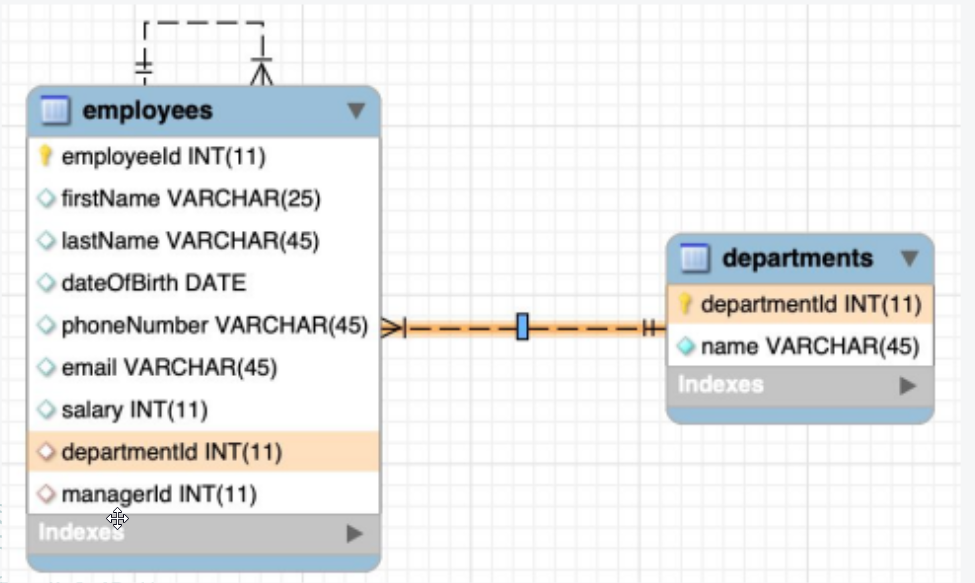 employees
employeeId INT(11)
firstName VARCHAR(25)
lastName VARCHAR(45)
dateOfBirth DATE
phoneNumber VARCHAR(45)
email VARCHAR(45)
salary INT(11)
departmentId INT(11)
managerId INT(11)
Indexes
departments
departmentId INT(11)
name VARCHAR(45)
Indexes